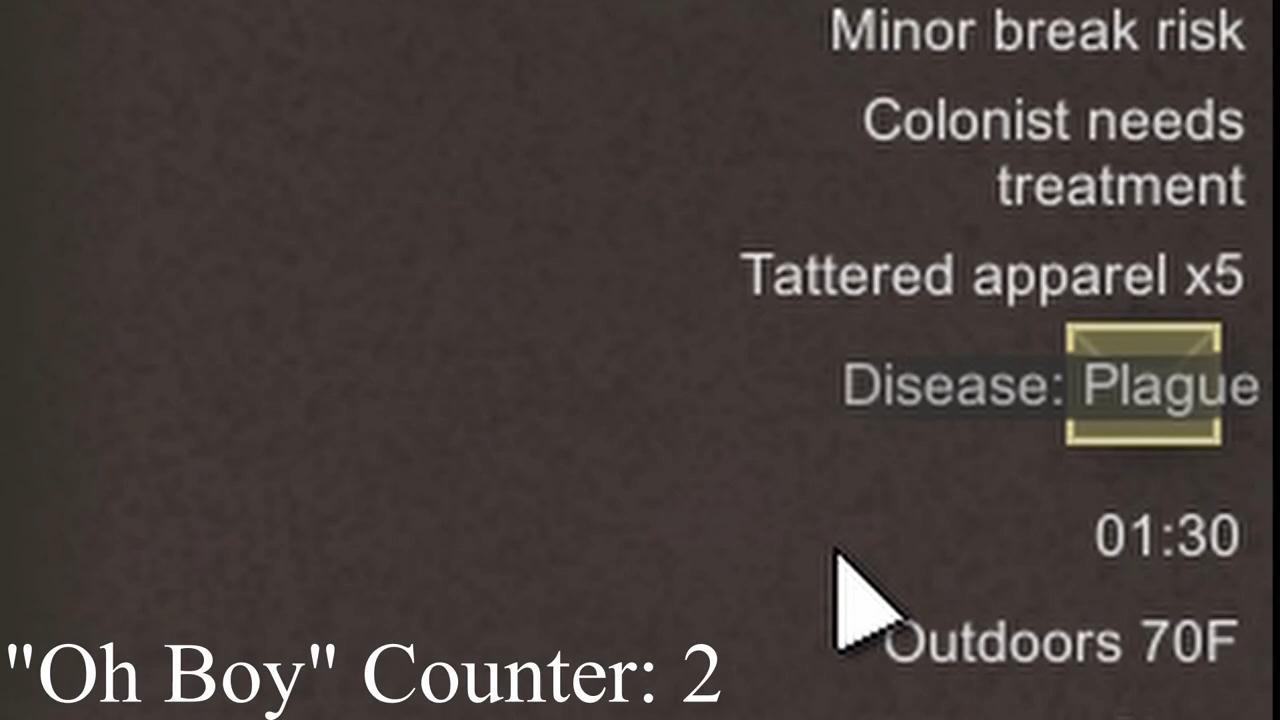 Minor break risk
Colonist needs
treatment
Tattered apparel x5
Disease: Plague
01:30
Outdoors 70F
"Oh Boy" Counter: 2